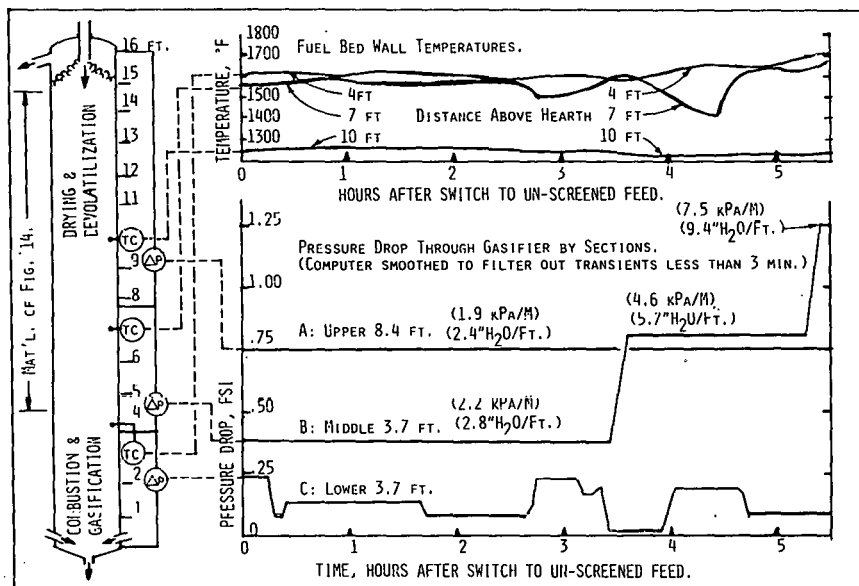 16 FT.
15
14
13
12
11
9
8
6
5
4
2
1
DRYING &
DEVOLATILIZATION
COMBUSTION &
GASIFICATION
MAT'L. OF FIG. 14.
TC
ΔP
TC
ΔP
TC
ΔP
TEMPERATURE, °F
1800
1700
1600
1500
1400
1300
FUEL BED WALL TEMPERATURES.
4FT
7 FT
10 FT
DISTANCE ABOVE HEARTH
4 FT
7 FT
10 FT
0 1 2 3 4 5
HOURS AFTER SWITCH TO UN-SCREENED FEED.
PRESSURE DROP, PSI
1.25
1.00
.75
.50
.25
0
PRESSURE DROP THROUGH GASIFIER BY SECTIONS.
(COMPUTER SMOOTHED TO FILTER OUT TRANSIENTS LESS THAN 3 MIN.)
(7.5 KPA/M)
(9.4"H₂O/FT.)
(4.6 KPA/M)
(5.7"H₂O/FT.)
(1.9 KPA/M)
A: UPPER 8.4 FT. (2.4"H₂O/FT.)
(2.2 KPA/M)
B: MIDDLE 3.7 FT. (2.8"H₂O/FT.)
C: LOWER 3.7 FT.
0 1 2 3 4 5
TIME, HOURS AFTER SWITCH TO UN-SCREENED FEED.